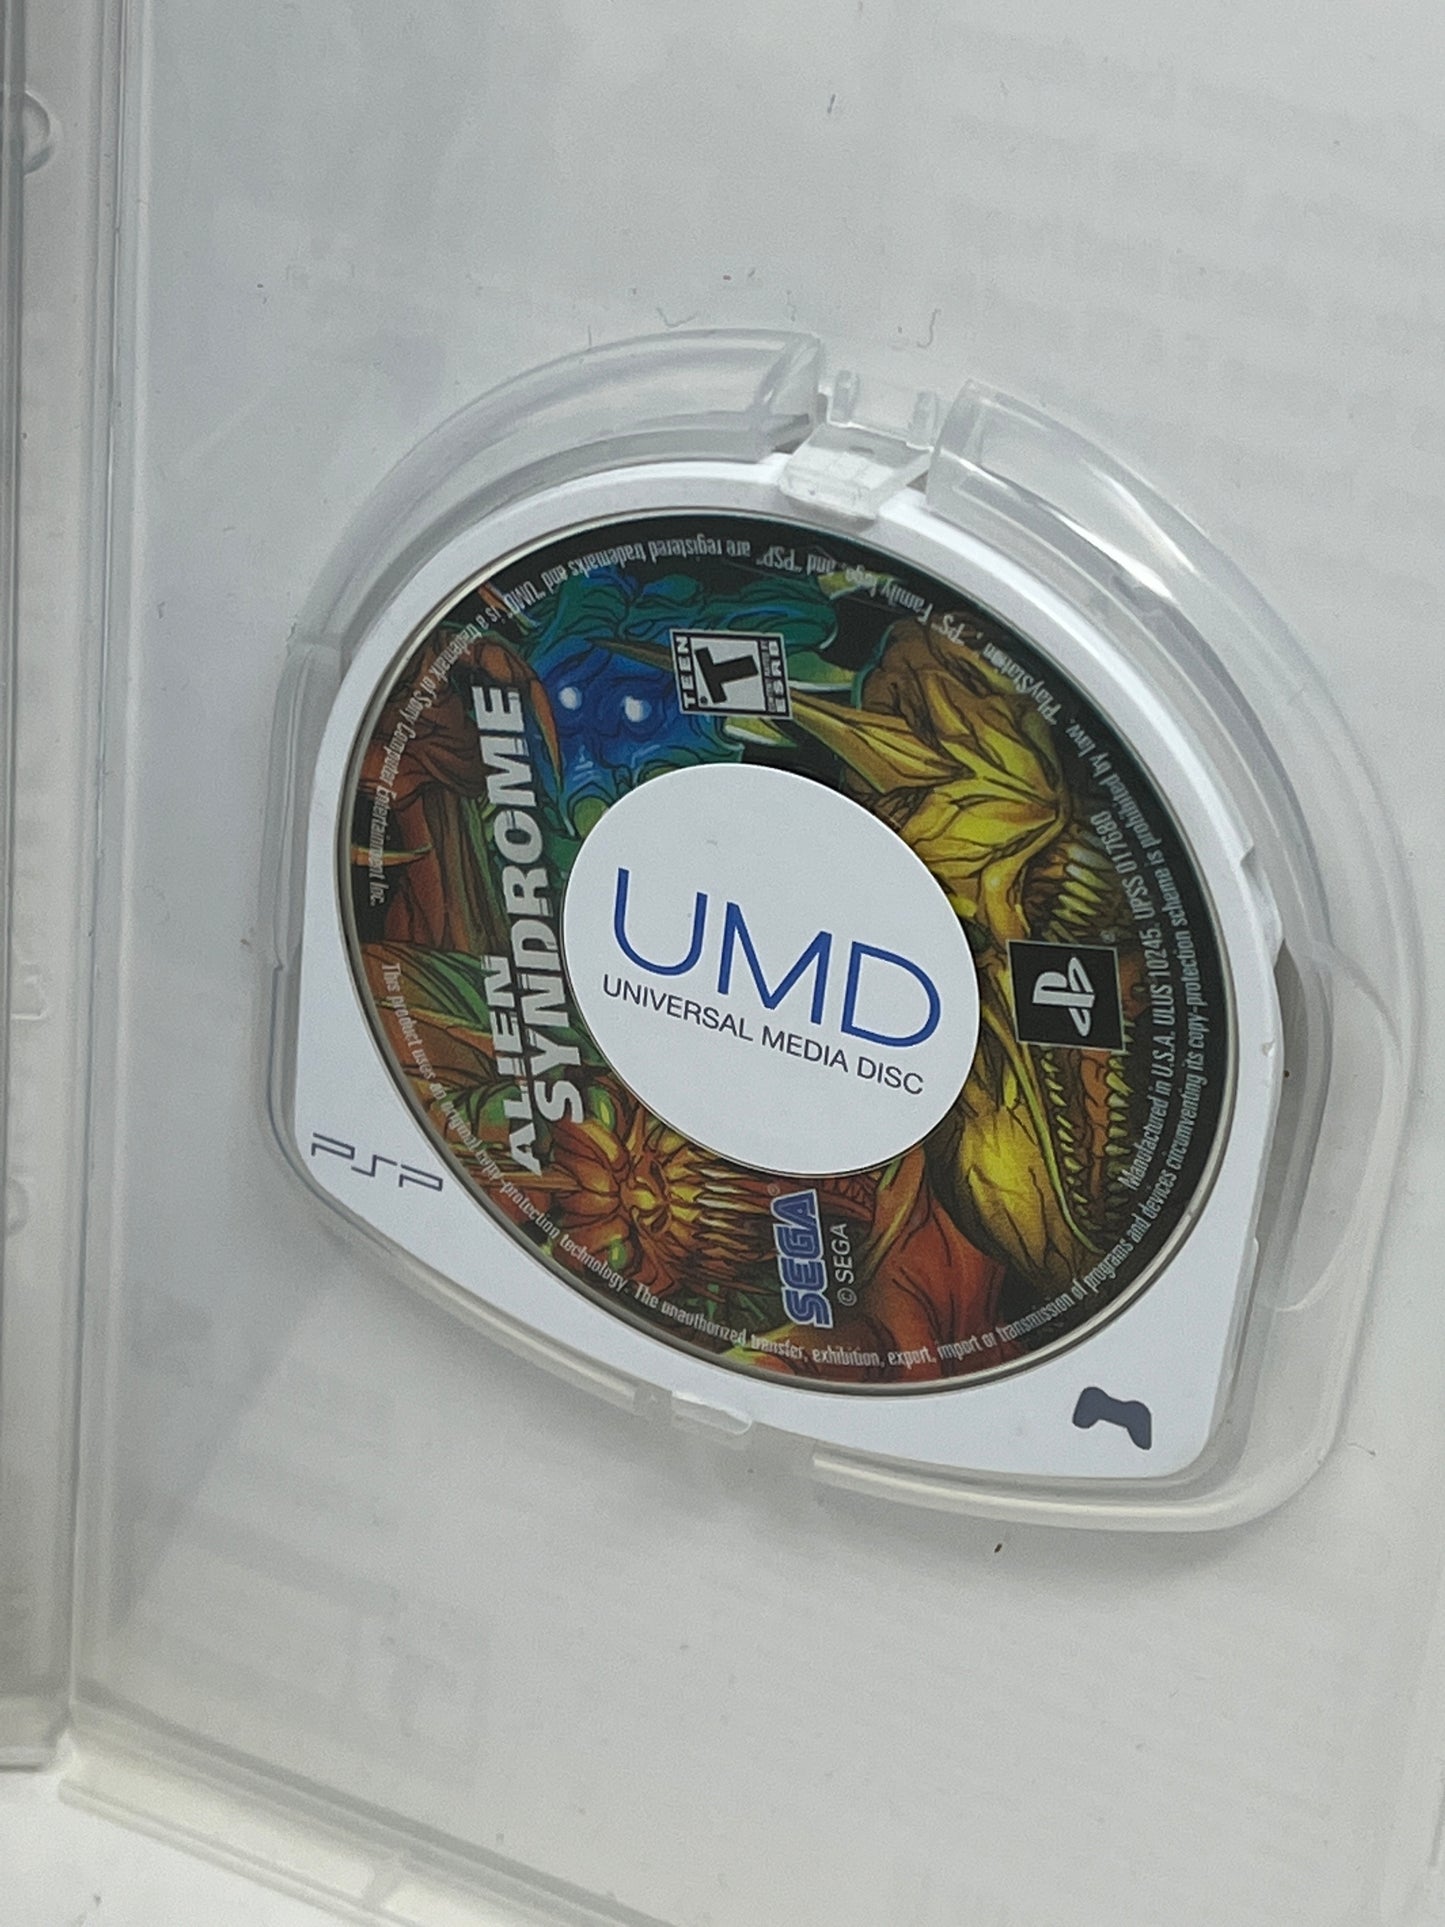 UMD
UNIVERSAL MEDIA DISC
ALIEN
SYNDROME
TEEN
T
ESRB
SEGA®
© SEGA
PSP
Manufactured in U.S.A. ULUS 10245. UPSS 017680
This product uses an original copy-protection technology. The unauthorized transfer, exhibition, export, import or transmission of programs and devices circumventing its copy-protection scheme is prohibited by law. "PlayStation", "PS" Family logo, and "PSP" are registered trademarks and "UMD" is a trademark of Sony Computer Entertainment Inc.